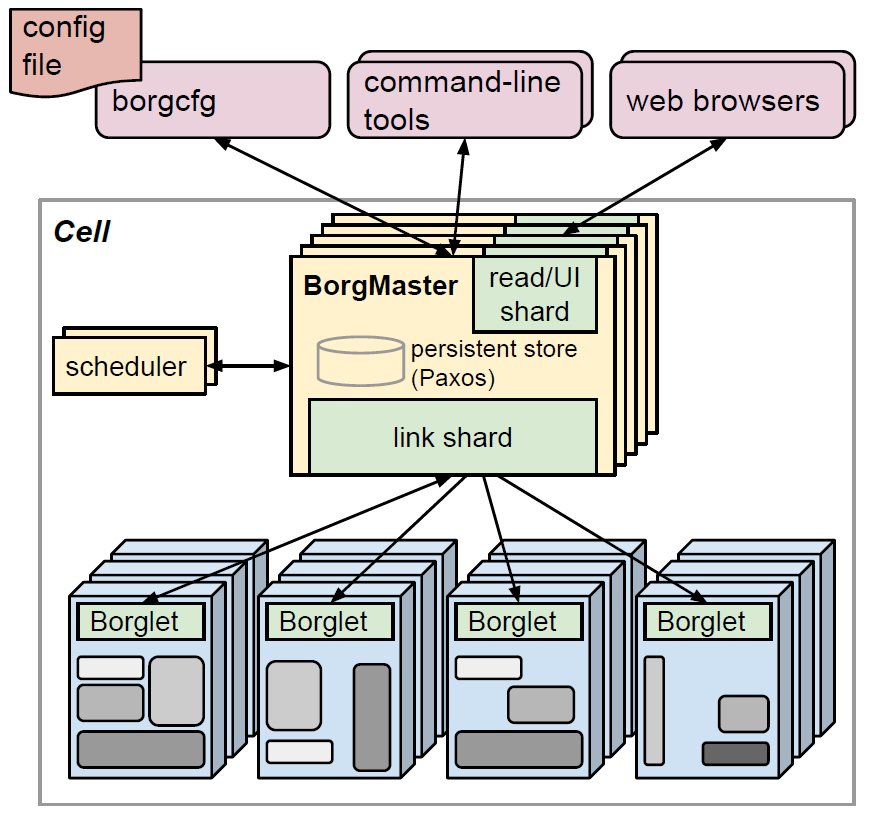 config
file
borgcfg
command-line
tools
web browsers
Cell
BorgMaster
read/UI
shard
persistent store
(Paxos)
scheduler
link shard
Borglet
Borglet
Borglet
Borglet